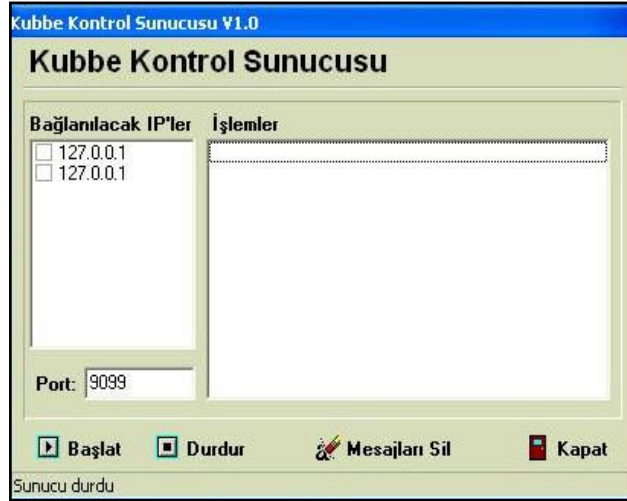 Kubbe Kontrol Sunucusu V1.0
Kubbe Kontrol Sunucusu
Bağlanılacak IP'ler İşlemler
127.0.0.1
127.0.0.1
Port: 9099
Başlat Durdur Mesajları Sil Kapat
Sunucu durdu